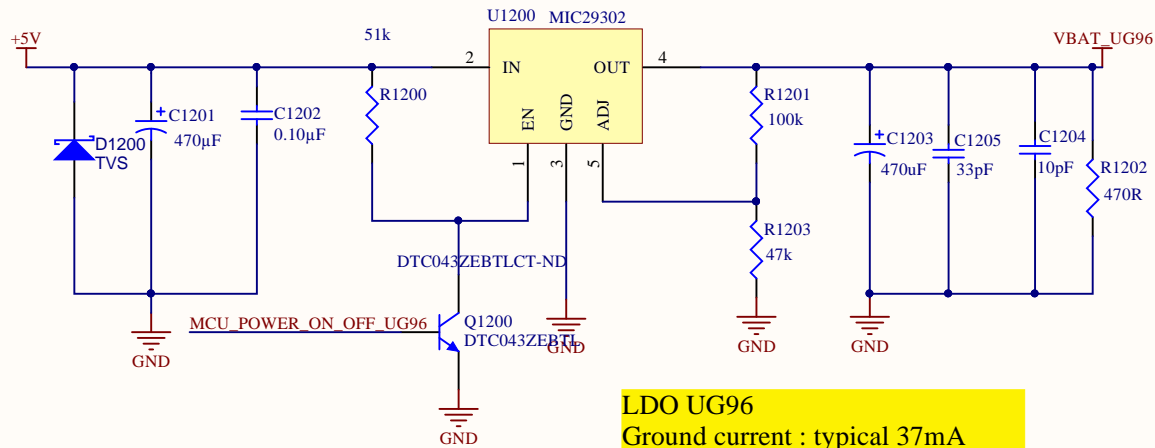 U1200 MIC29302
+5V
51k
VBAT_UG96
2
IN
OUT
4
EN
GND
ADJ
1
3
5
R1200
C1201
470µF
C1202
0.10µF
D1200
TVS
R1201
100k
C1203
470uF
C1205
33pF
C1204
10pF
R1202
470R
R1203
47k
DTC043ZEBTLCT-ND
MCU_POWER_ON_OFF_UG96
Q1200
DTC043ZEBTL
GND
GND
GND
GND
GND
LDO UG96
Ground current : typical 37mA